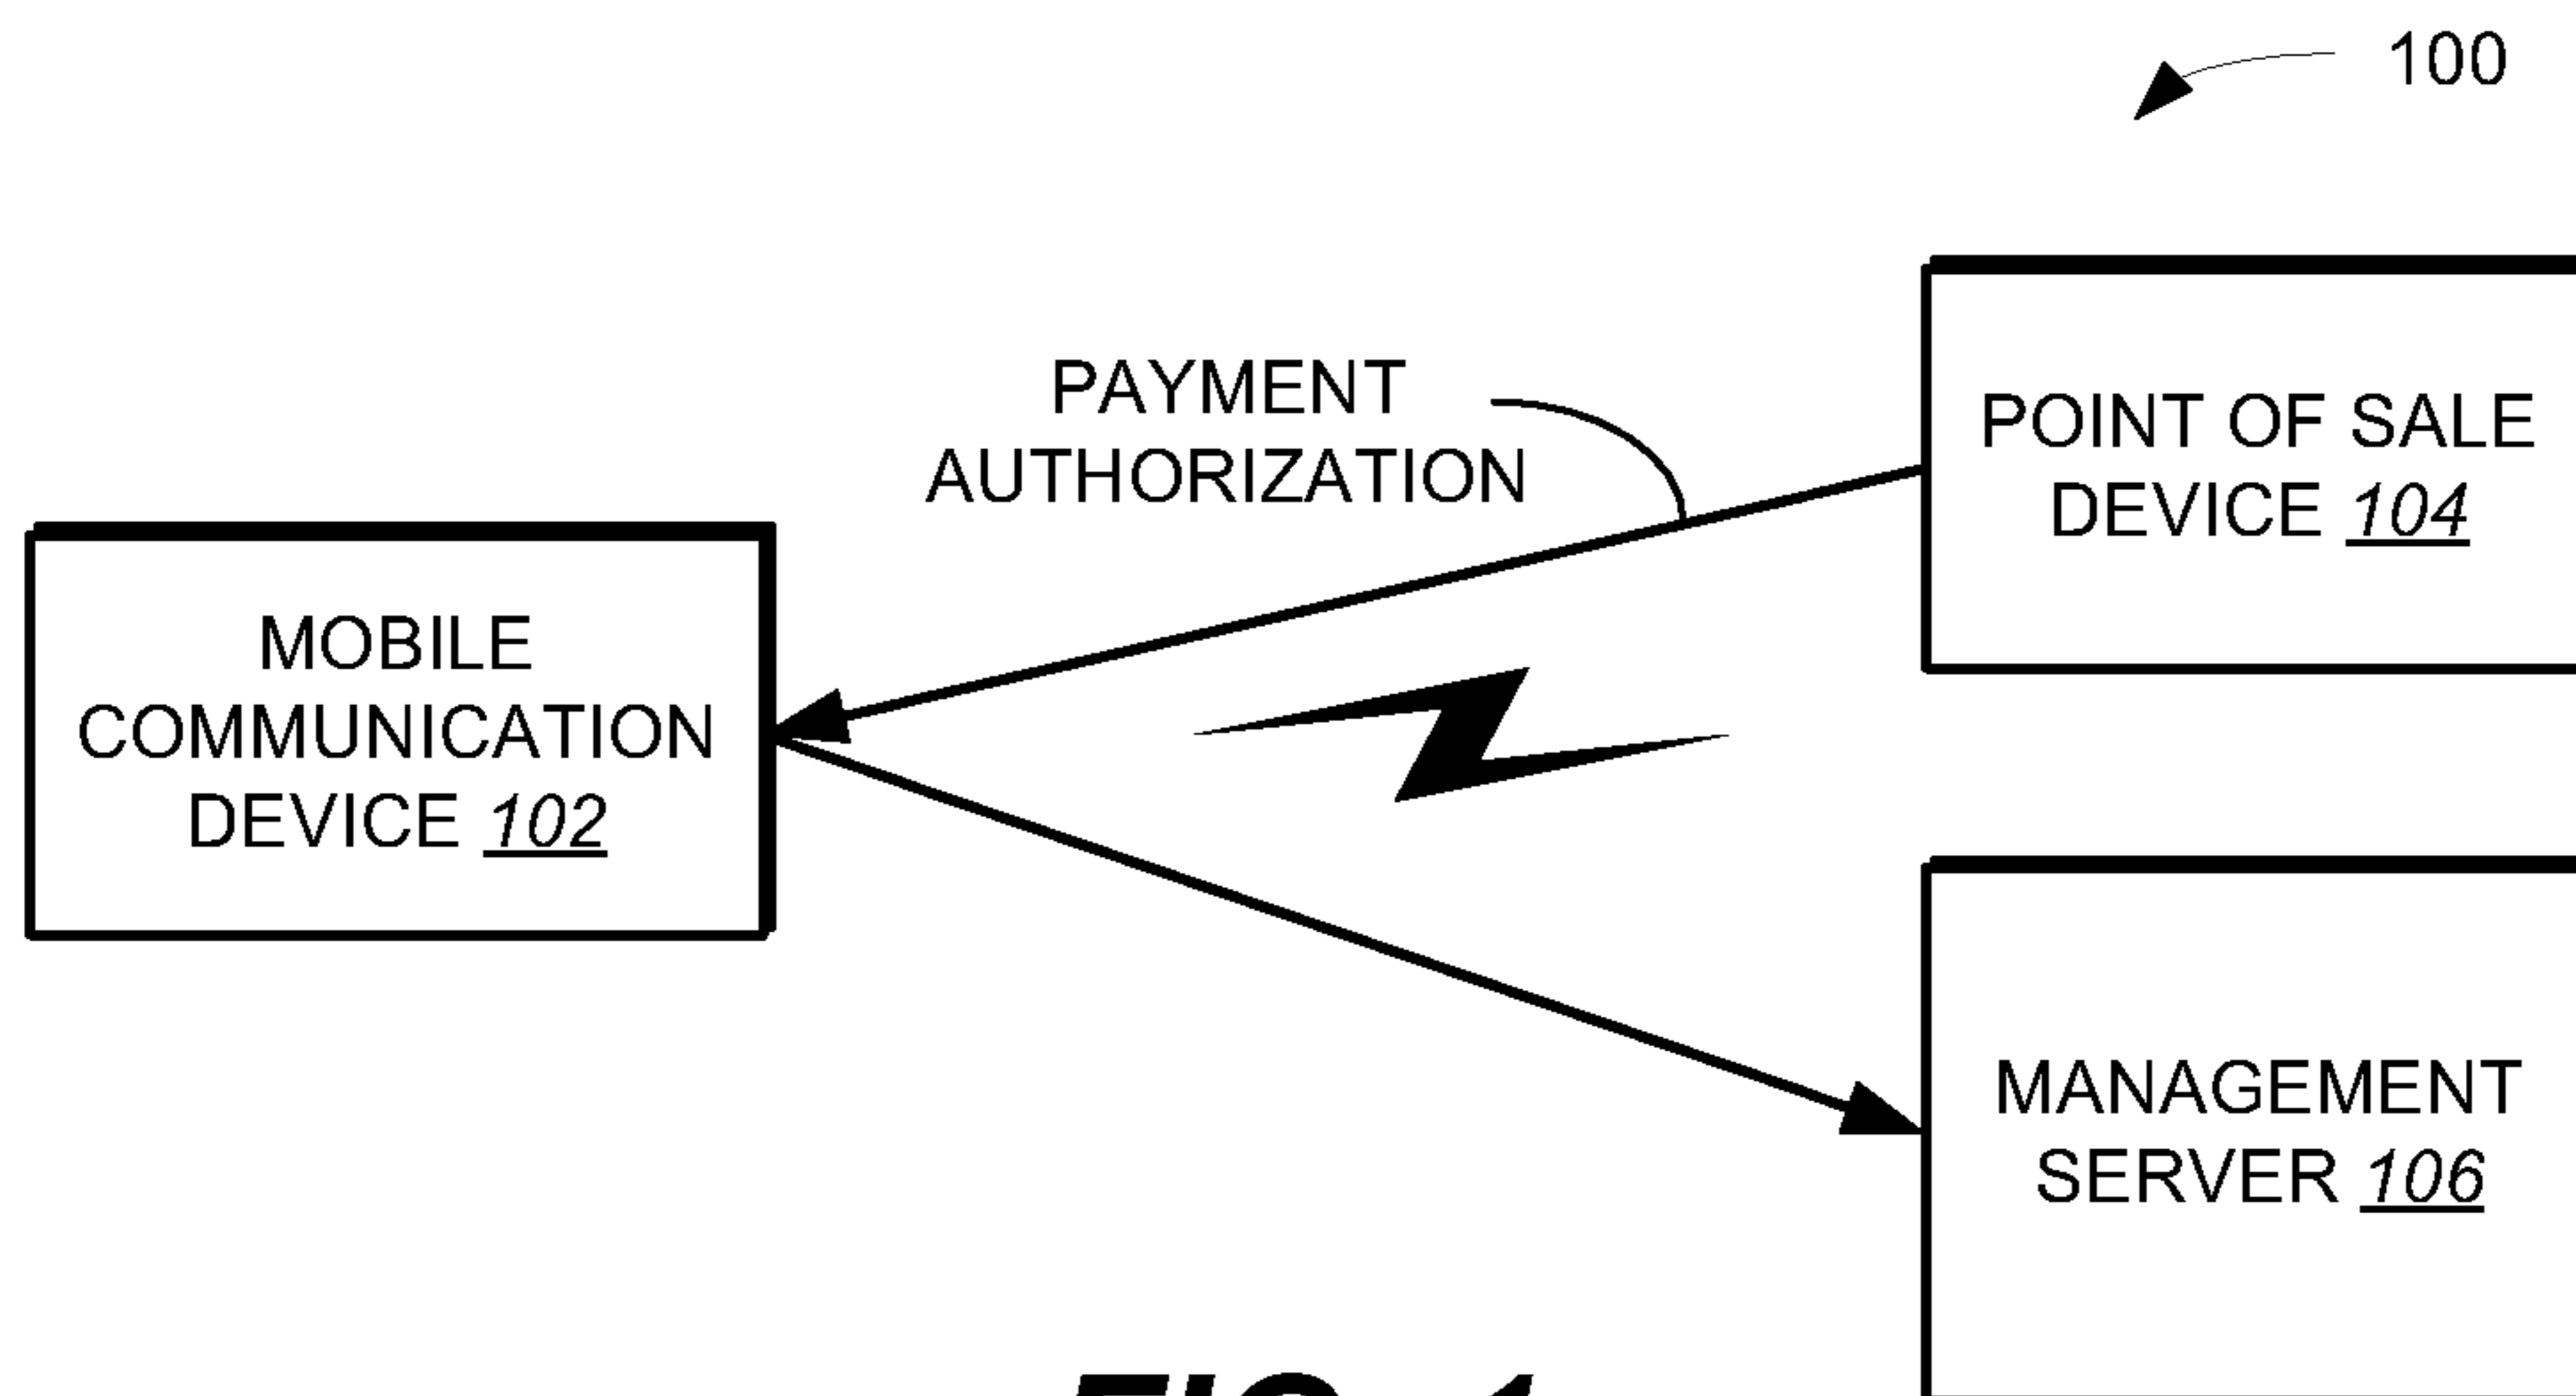 100
PAYMENT
AUTHORIZATION
POINT OF SALE
DEVICE 104
MOBILE
COMMUNICATION
DEVICE 102
MANAGEMENT
SERVER 106